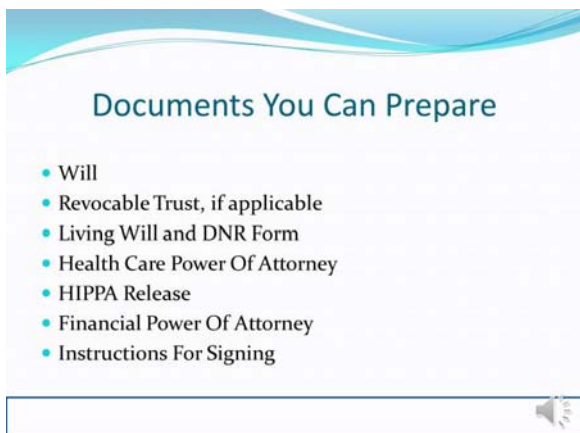 Documents You Can Prepare
Will
Revocable Trust, if applicable
Living Will and DNR Form
Health Care Power Of Attorney
HIPPA Release
Financial Power Of Attorney
Instructions For Signing